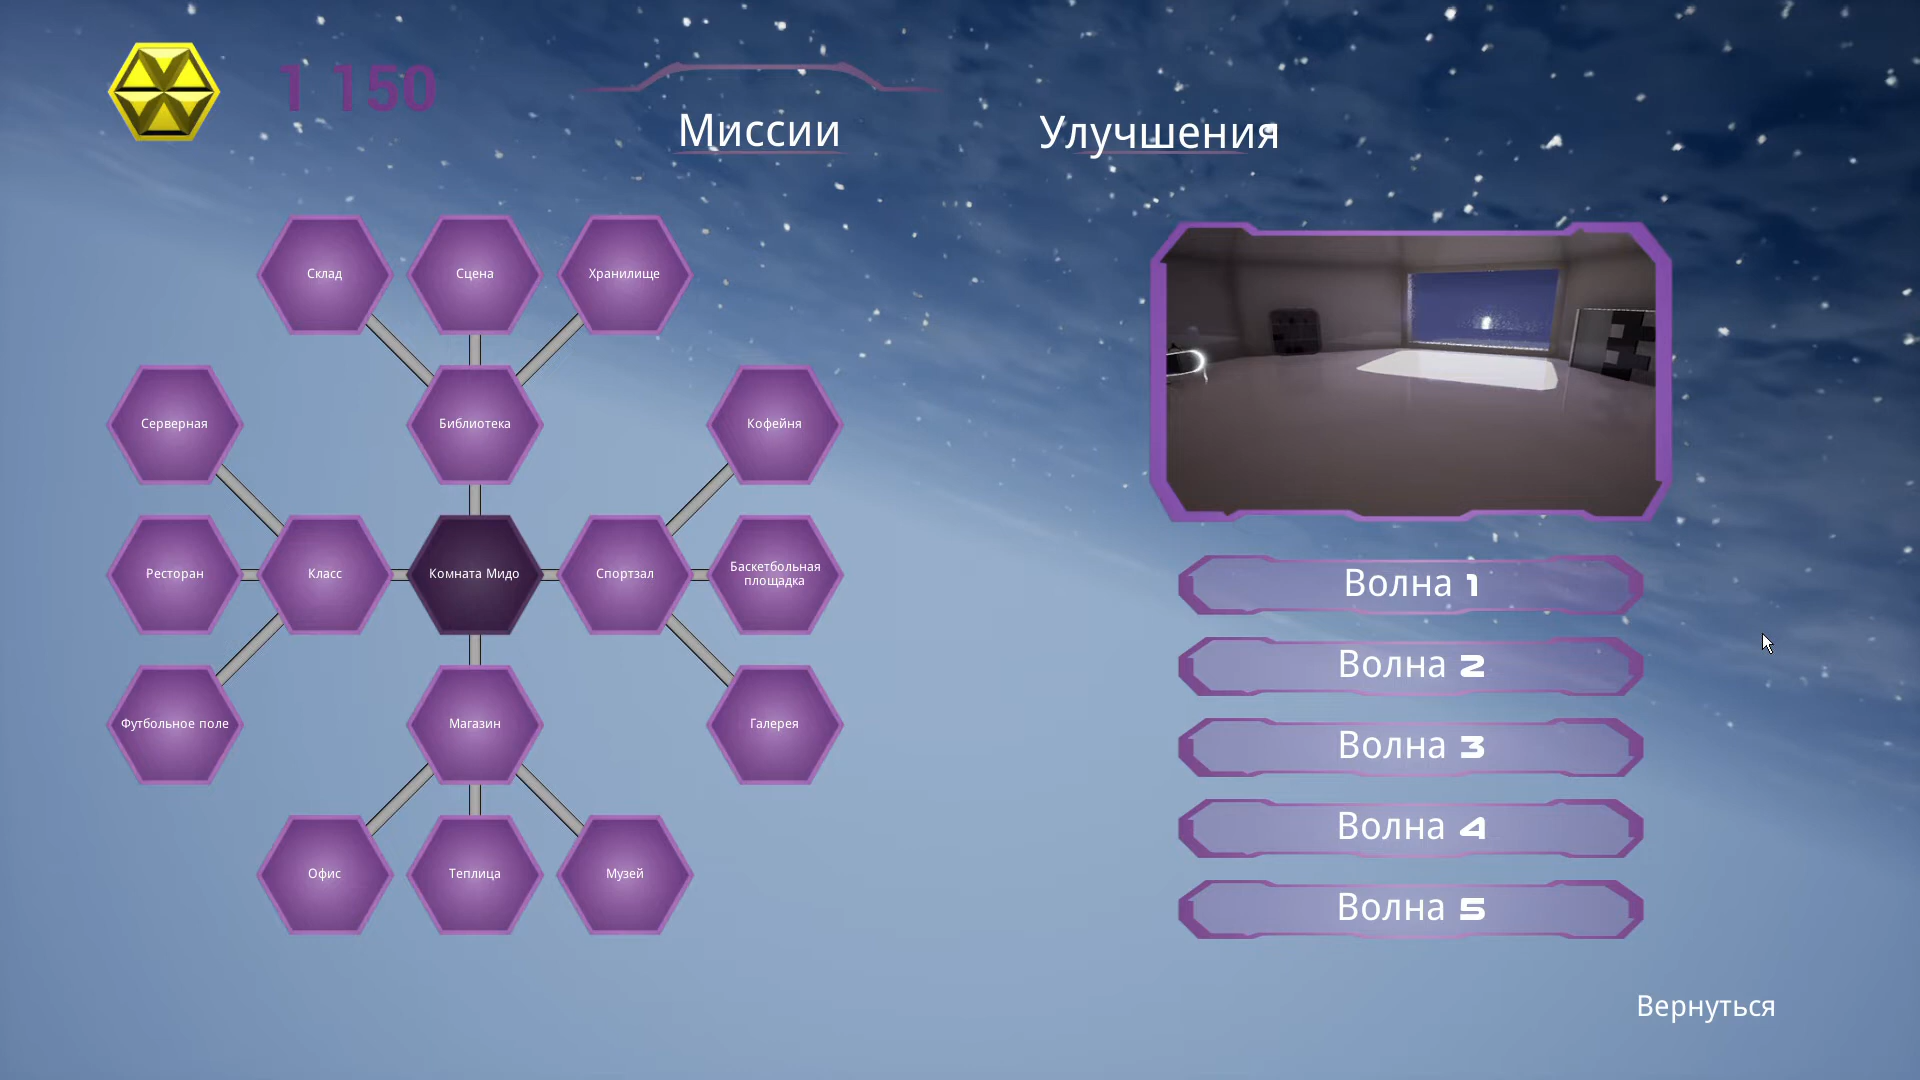 1 150
Миссии
Улучшения
Склад
Сцена
Хранилище
Серверная
Библиотека
Кофейня
Ресторан
Класс
Комната Мидо
Спортзал
Баскетбольная
площадка
Футбольное поле
Магазин
Галерея
Офис
Теплица
Музей
Волна 1
Волна 2
Волна 3
Волна 4
Волна 5
Вернуться